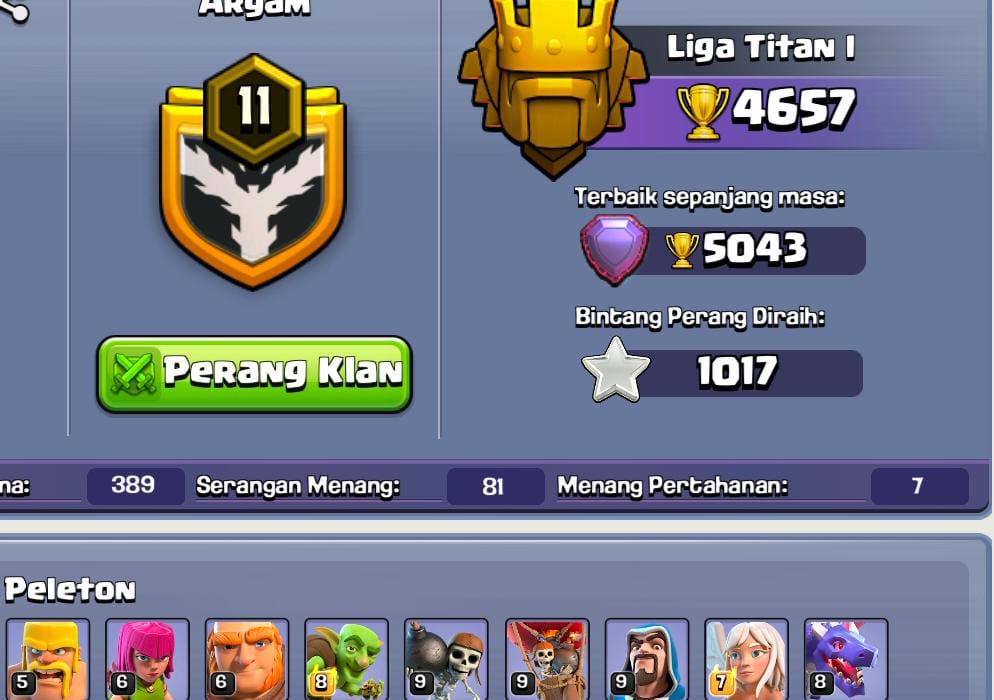 Argam
11
Liga Titan I
4657
Terbaik sepanjang masa:
5043
Bintang Perang Diraih:
1017
Perang Klan
389
Serangan Menang:
81
Menang Pertahanan:
7
Peleton
5
6
6
8
9
9
9
7
8